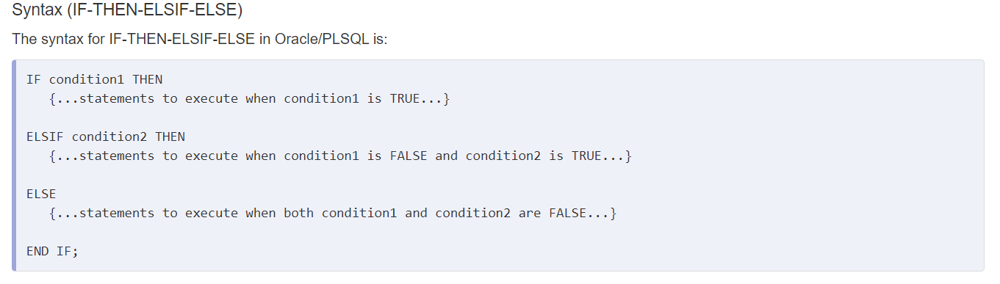 Syntax (IF-THEN-ELSIF-ELSE)
The syntax for IF-THEN-ELSIF-ELSE in Oracle/PLSQL is:
IF condition1 THEN
   {...statements to execute when condition1 is TRUE...}
ELSIF condition2 THEN
   {...statements to execute when condition1 is FALSE and condition2 is TRUE...}
ELSE
   {...statements to execute when both condition1 and condition2 are FALSE...}
END IF;